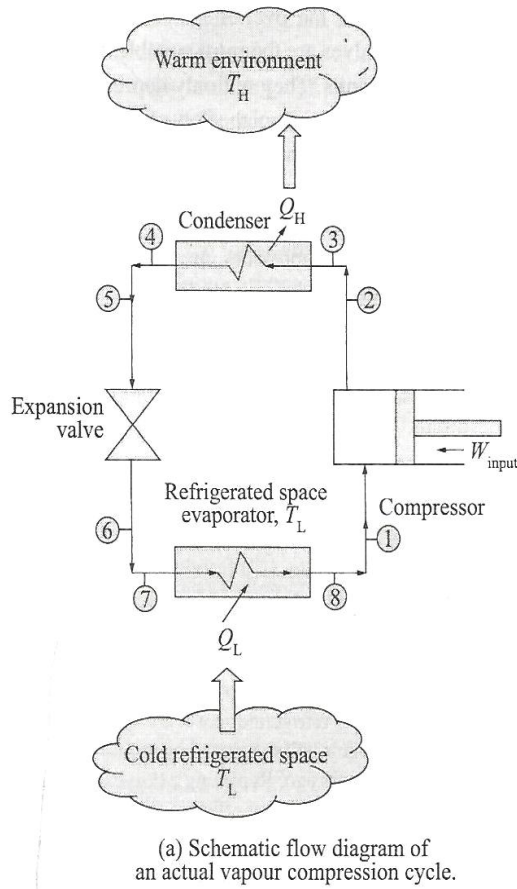 Warm environment
T_H
Condenser
Q_H
4
3
5
2
Expansion
valve
W_input
Refrigerated space
evaporator, T_L
Compressor
6
1
7
8
Q_L
Cold refrigerated space
T_L
(a) Schematic flow diagram of
an actual vapour compression cycle.